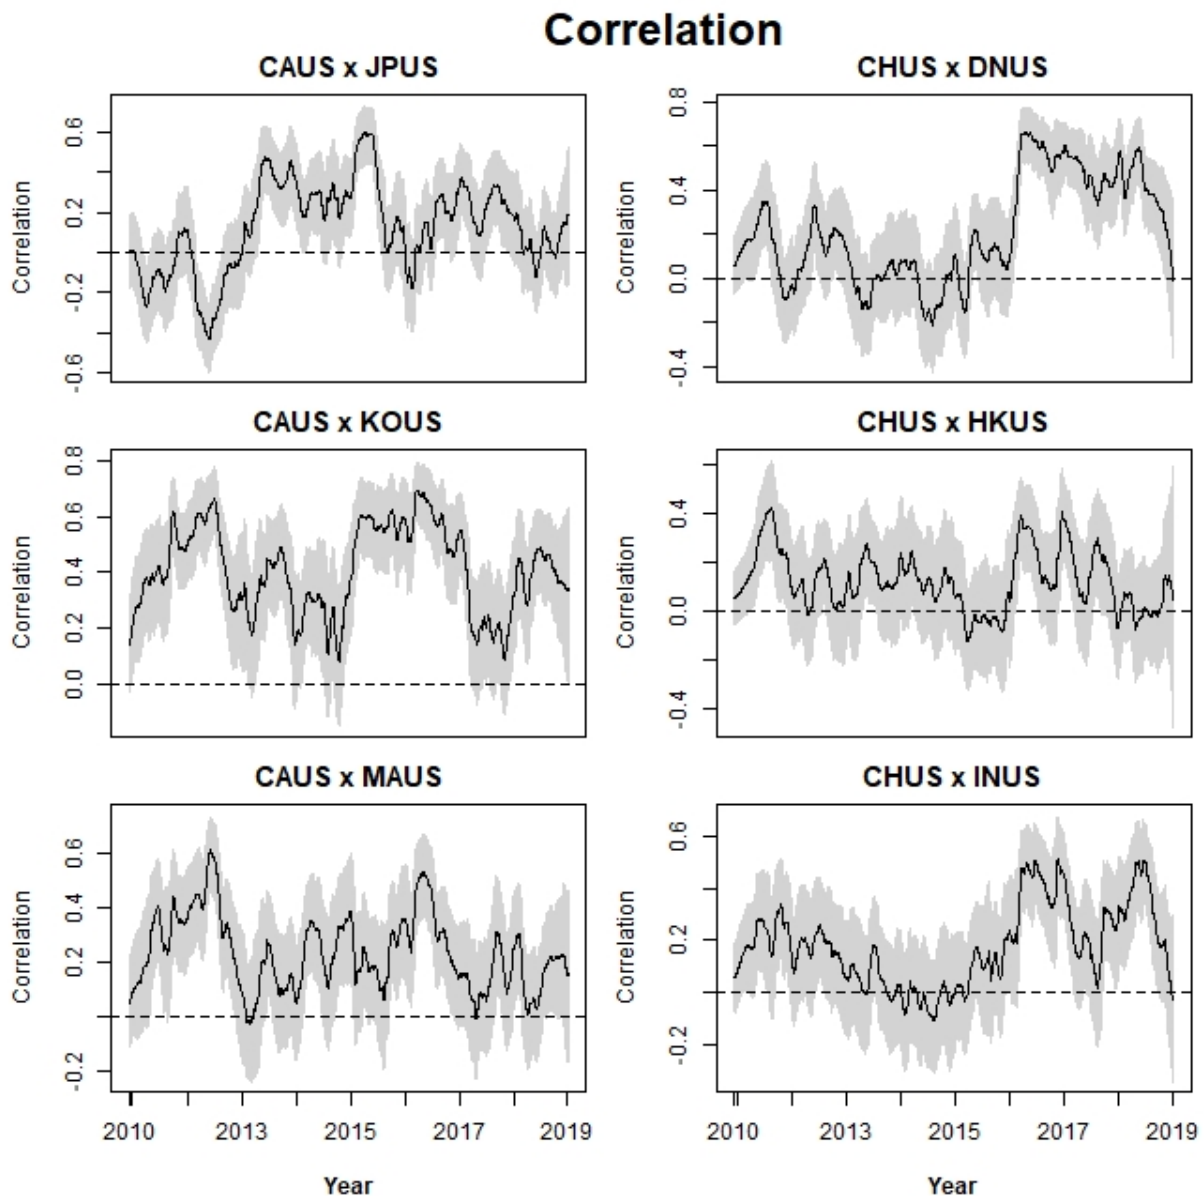 Correlation
CAUS x JPUS
Correlation
0.6
0.2
-0.2
-0.6
CHUS x DNUS
Correlation
0.8
0.4
0.0
-0.4
CAUS x KOUS
Correlation
0.8
0.6
0.4
0.2
0.0
CHUS x HKUS
Correlation
0.4
0.0
-0.4
CAUS x MAUS
Correlation
0.6
0.4
0.2
-0.2
2010 2013 2015 2017 2019
Year
CHUS x INUS
Correlation
0.6
0.2
-0.2
2010 2013 2015 2017 2019
Year